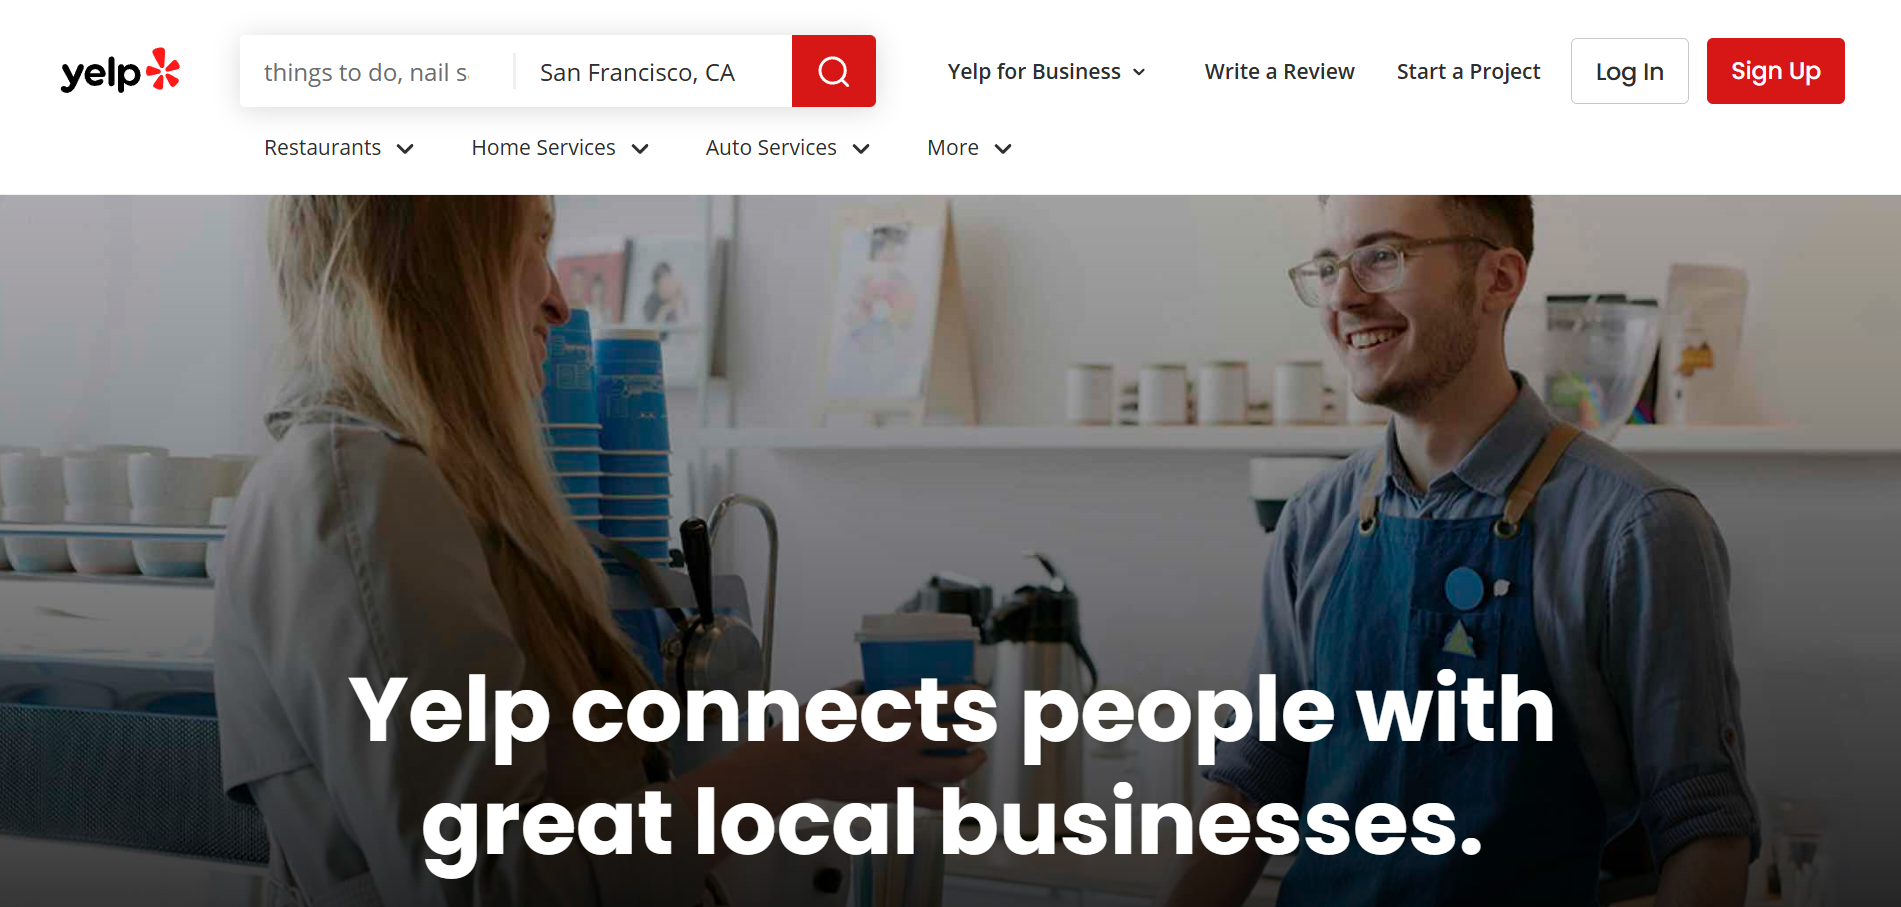 yelp
things to do, nail s
San Francisco, CA
Yelp for Business
Write a Review
Start a Project
Log In
Sign Up
Restaurants
Home Services
Auto Services
More
Yelp connects people with
great local businesses.